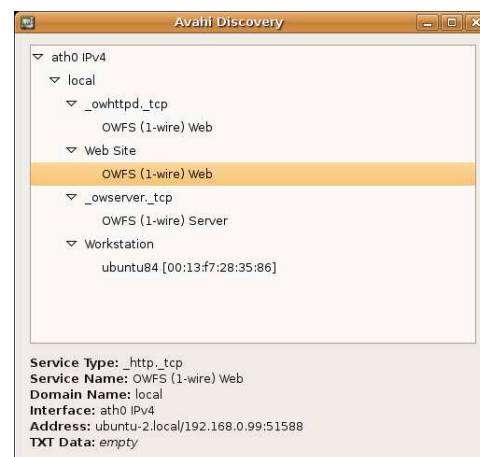 Avahi Discovery
ath0 IPv4
local
_owhttpd._tcp
OWFS (1-wire) Web
Web Site
OWFS (1-wire) Web
_owserver._tcp
OWFS (1-wire) Server
Workstation
ubuntu84 [00:13:f7:28:35:86]
Service Type: _http._tcp
Service Name: OWFS (1-wire) Web
Domain Name: local
Interface: ath0 IPv4
Address: ubuntu-2.local/192.168.0.99:51588
TXT Data: empty